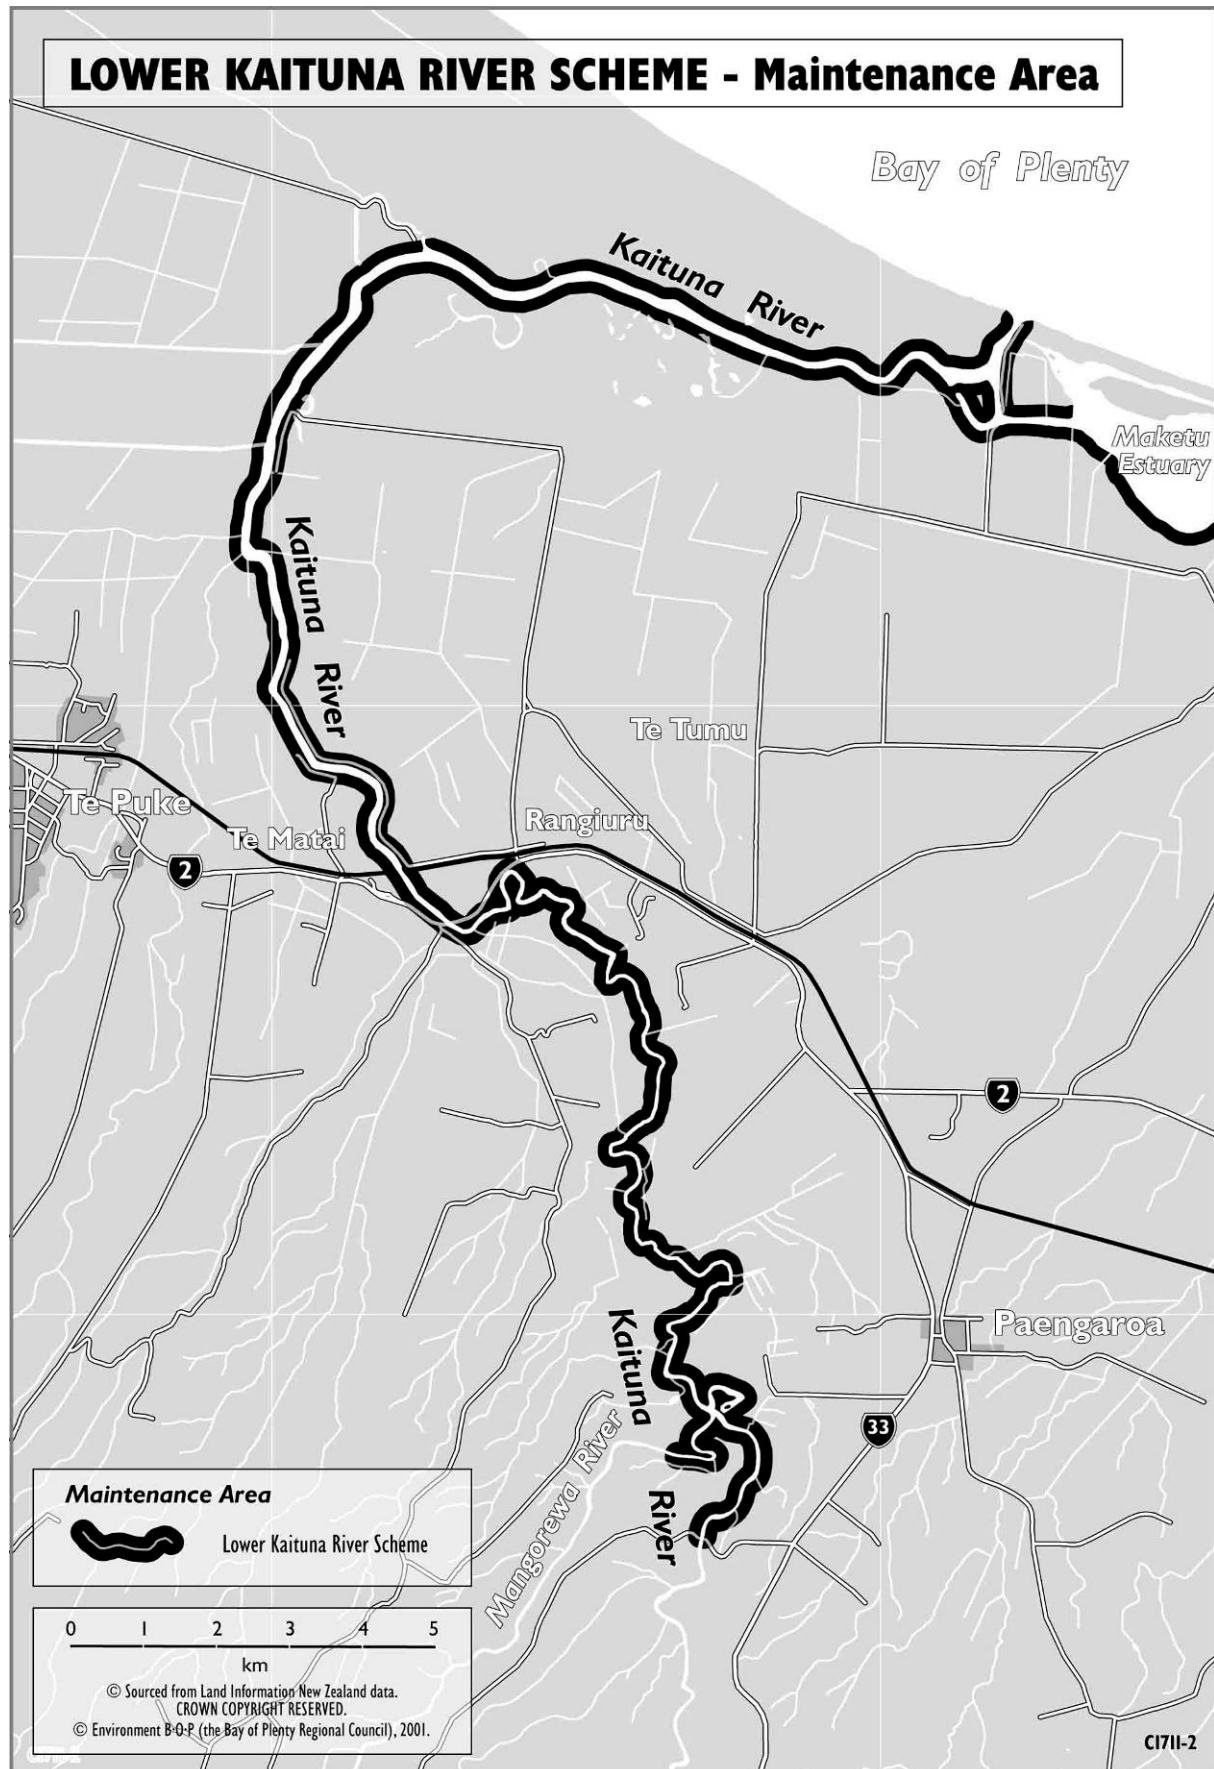 LOWER KAITUNA RIVER SCHEME - Maintenance Area
Bay of Plenty
Kaituna River
Maketu
Estuary
Kaituna River
Te Tumu
Te Puke
Rangiuru
Te Matai
2
2
Kaituna River
Paengaroa
33
Mangorewa River
Maintenance Area
Lower Kaituna River Scheme
0 1 2 3 4 5
km
© Sourced from Land Information New Zealand data.
CROWN COPYRIGHT RESERVED.
© Environment B·O·P (the Bay of Plenty Regional Council), 2001.
C1711-2